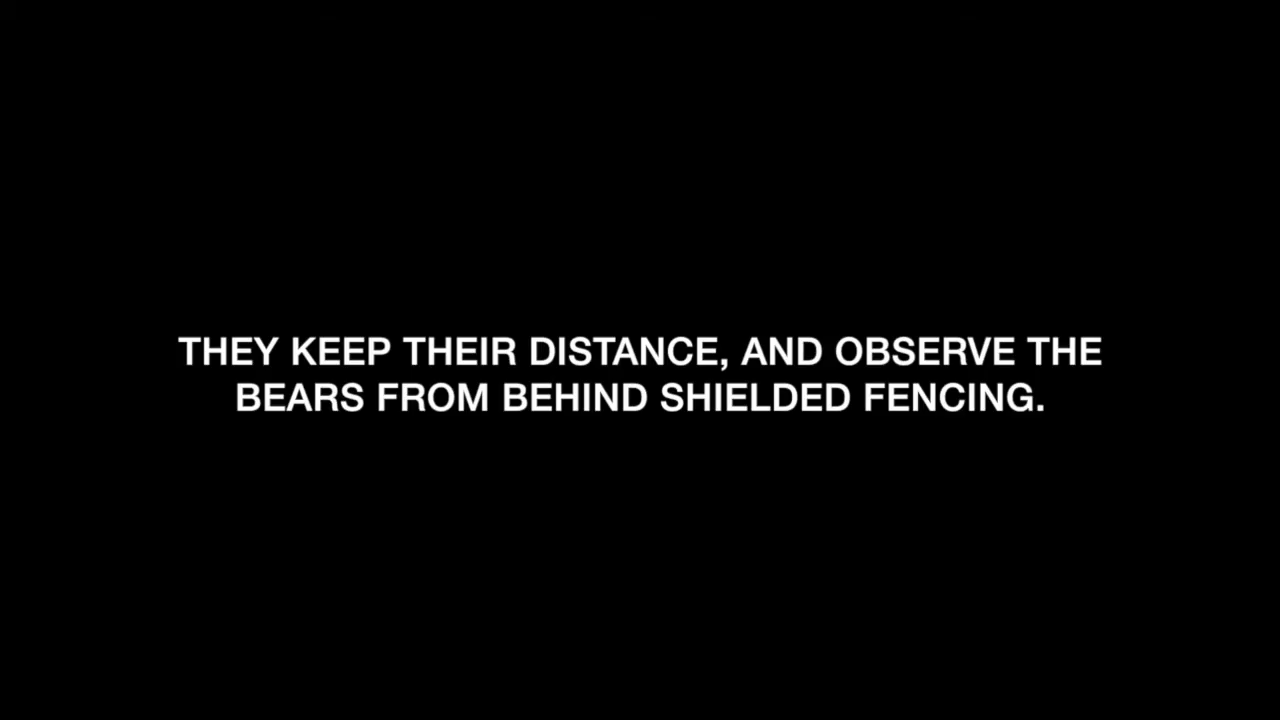 THEY KEEP THEIR DISTANCE, AND OBSERVE THE
BEARS FROM BEHIND SHIELDED FENCING.